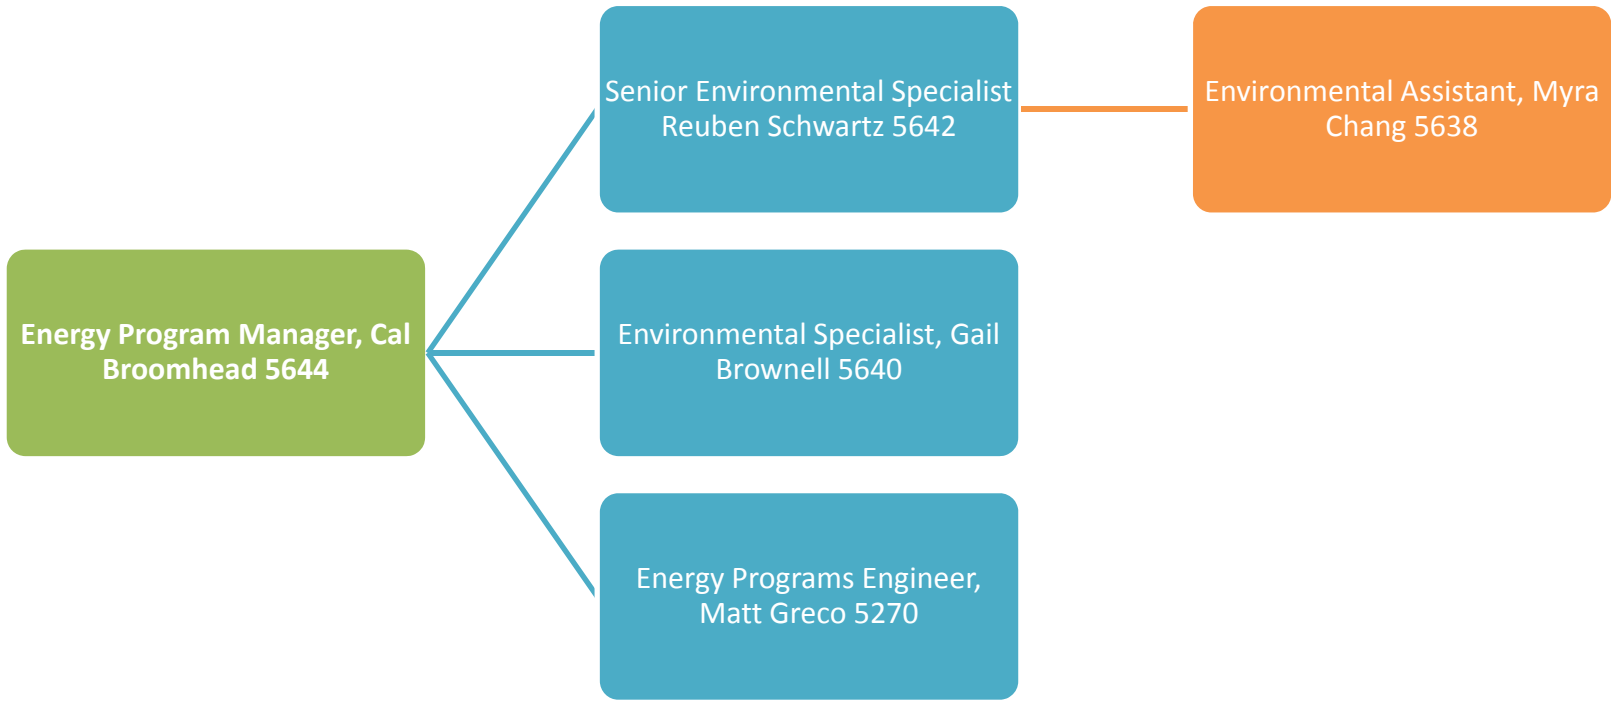 Senior Environmental Specialist
Reuben Schwartz 5642
Environmental Assistant, Myra
Chang 5638
Energy Program Manager, Cal
Broomhead 5644
Environmental Specialist, Gail
Brownell 5640
Energy Programs Engineer,
Matt Greco 5270